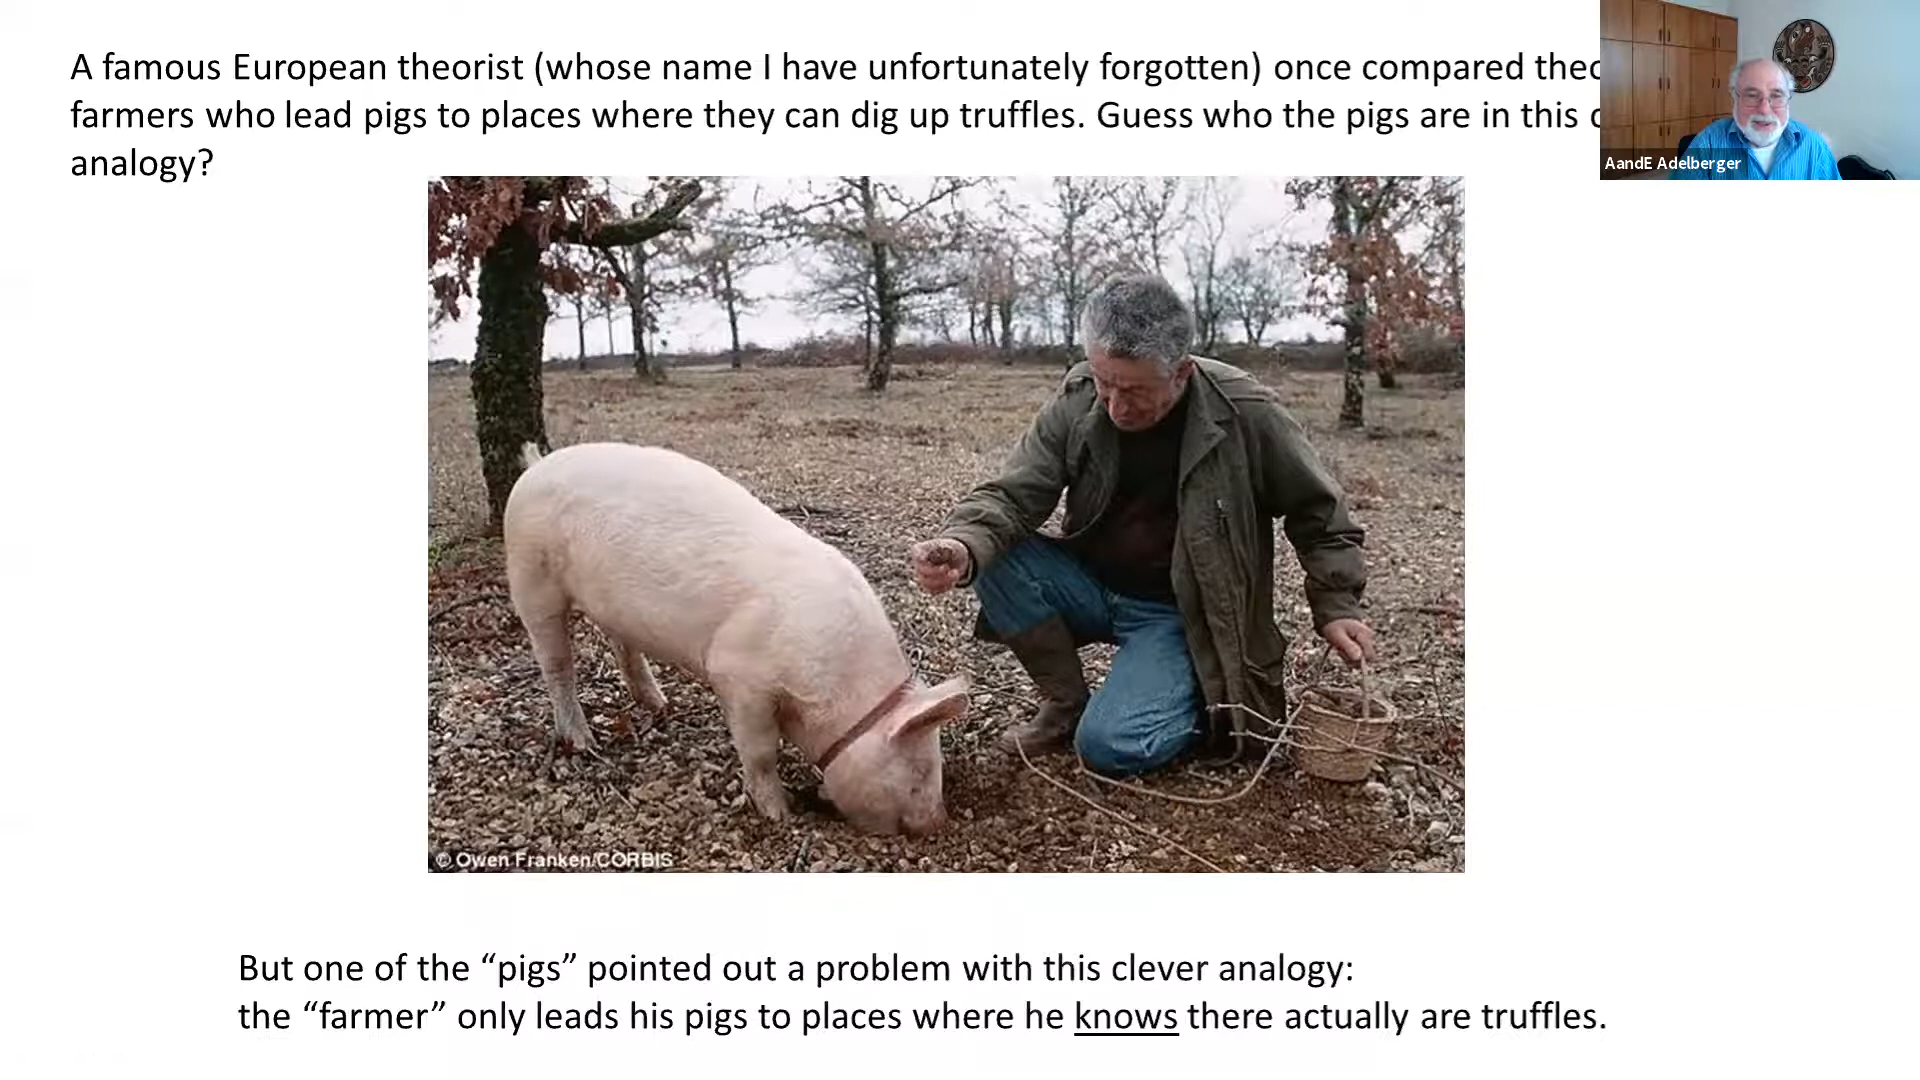 A famous European theorist (whose name I have unfortunately forgotten) once compared
farmers who lead pigs to places where they can dig up truffles. Guess who the pigs are in this
analogy?
AandE Adelberger
© Owen Franken/CORBIS
But one of the “pigs” pointed out a problem with this clever analogy:
the “farmer” only leads his pigs to places where he knows there actually are truffles.